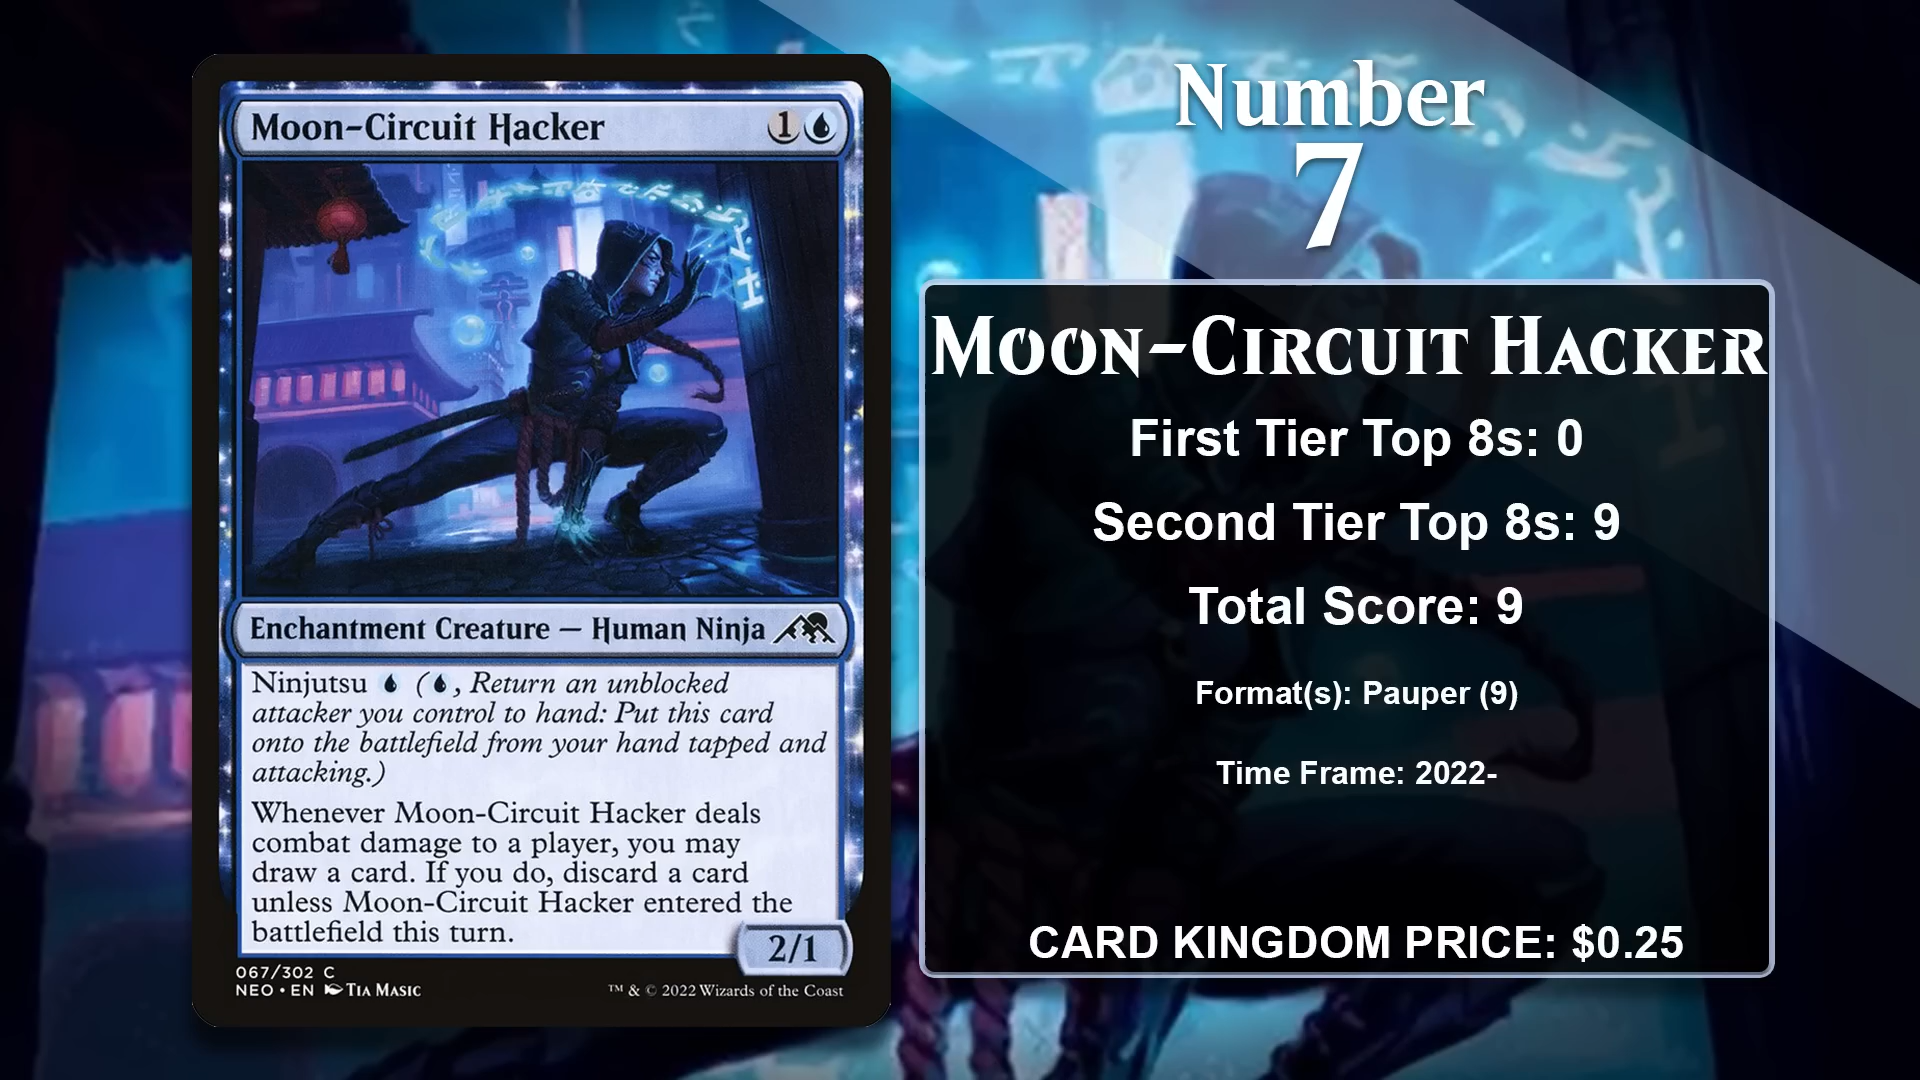 Moon-Circuit Hacker
1
Enchantment Creature — Human Ninja
Ninjutsu (, Return an unblocked
attacker you control to hand: Put this card
onto the battlefield from your hand tapped and
attacking.)
Whenever Moon-Circuit Hacker deals
combat damage to a player, you may
draw a card. If you do, discard a card
unless Moon-Circuit Hacker entered the
battlefield this turn.
2/1
067/302 C
NEO • EN Tia Masic
™ & © 2022 Wizards of the Coast
Number
7
Moon-Circuit Hacker
First Tier Top 8s: 0
Second Tier Top 8s: 9
Total Score: 9
Format(s): Pauper (9)
Time Frame: 2022-
CARD KINGDOM PRICE: $0.25